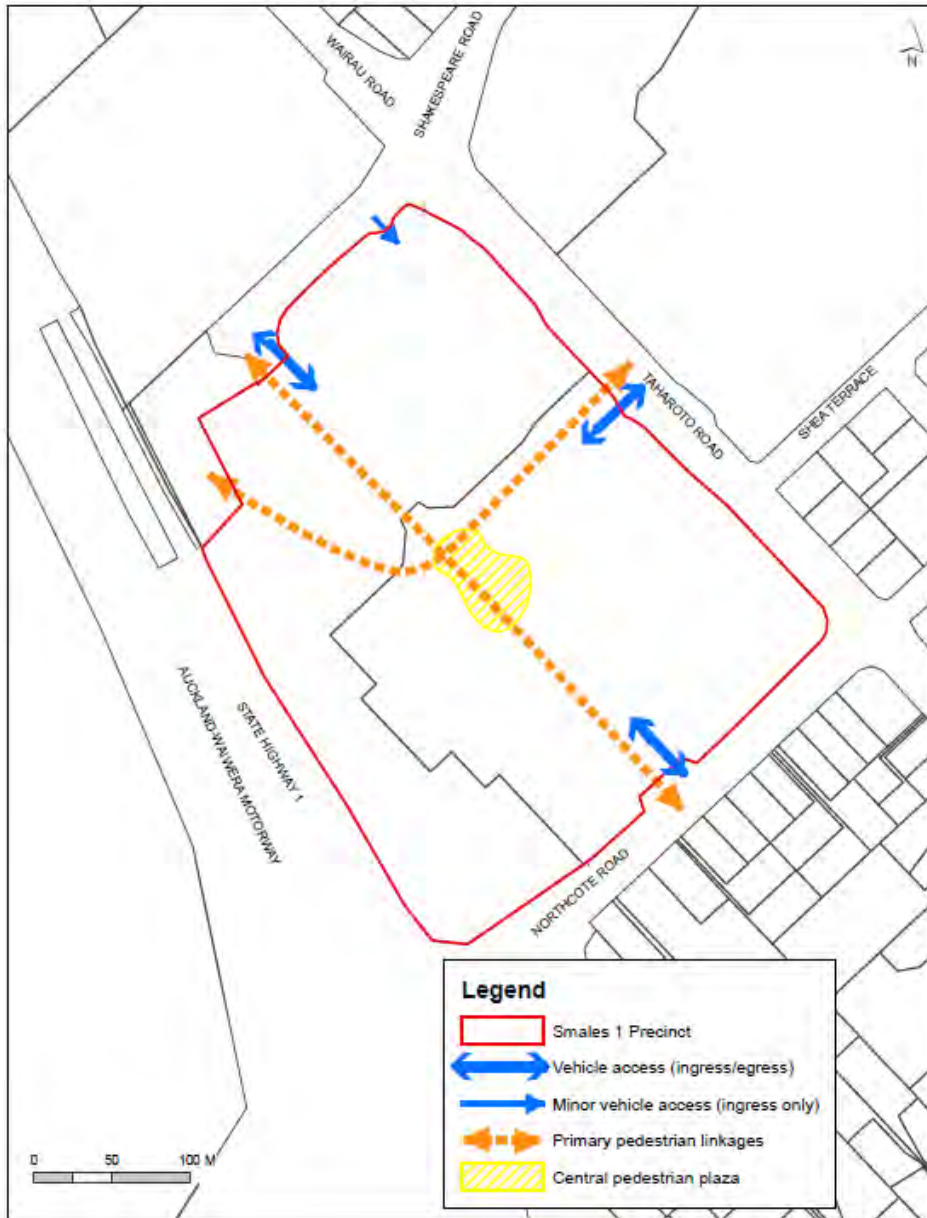 WAIRAU ROAD
SHAKESPEARE ROAD
N
TAHAROTO ROAD
SHEA TERRACE
AUCKLAND-WAIWERA MOTORWAY
STATE HIGHWAY 1
NORTHCOTE ROAD
Legend
Smales 1 Precinct
Vehicle access (ingress/egress)
Minor vehicle access (ingress only)
Primary pedestrian linkages
Central pedestrian plaza
0 50 100 M